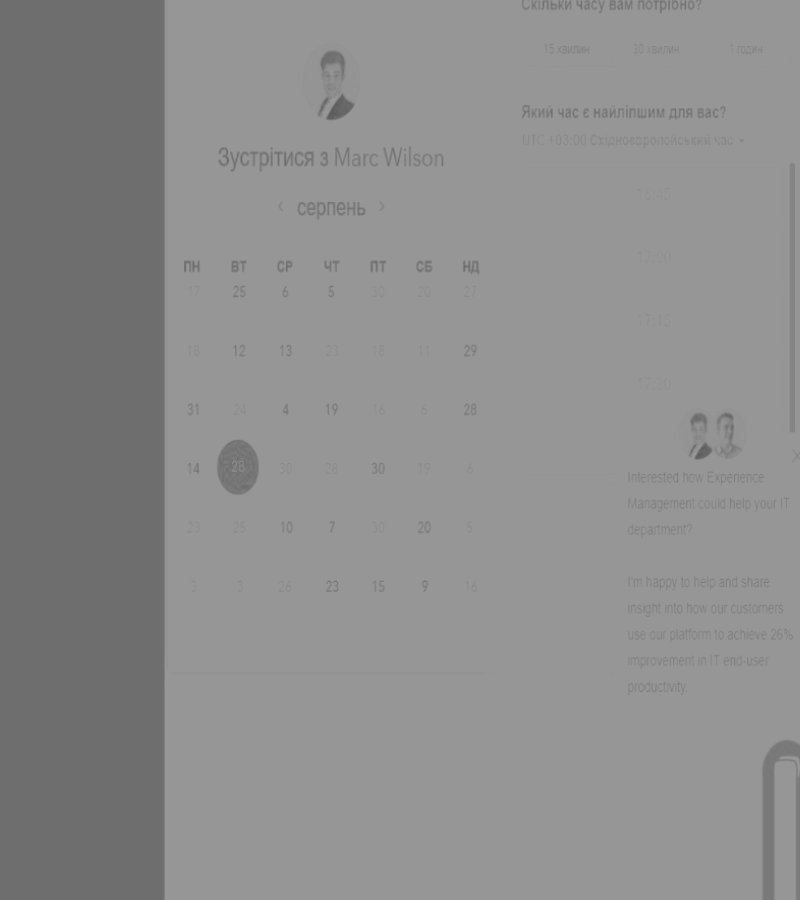 Скільки часу вам потрібно?
15 хвилин 30 хвилин 1 годин
Який час є найліпшим для вас?
UTC +03:00 Східноєвропейський час
Зустрітися з Marc Wilson
серпень
16:45
17:00
17:15
17:30
ПН ВТ СР ЧТ ПТ СБ НД
17 25 6 5 30 20 27
18 12 13 23 18 11 29
31 24 4 19 16 6 28
14 28 30 28 30 19 6
23 25 10 7 30 20 5
3 3 26 23 15 9 16
Interested how Experience
Management could help your IT
department?
I'm happy to help and share
insight into how our customers
use our platform to achieve 26%
improvement in IT end-user
productivity.